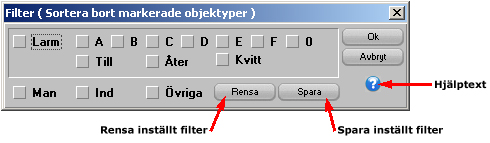 Filter ( Sortera bort markerade objektyper )
Larm A B C D E F 0 Ok
Till Åter Kvitt Avbryt
Man Ind Övriga Rensa Spara ? Hjälptext
Rensa inställt filter Spara inställt filter